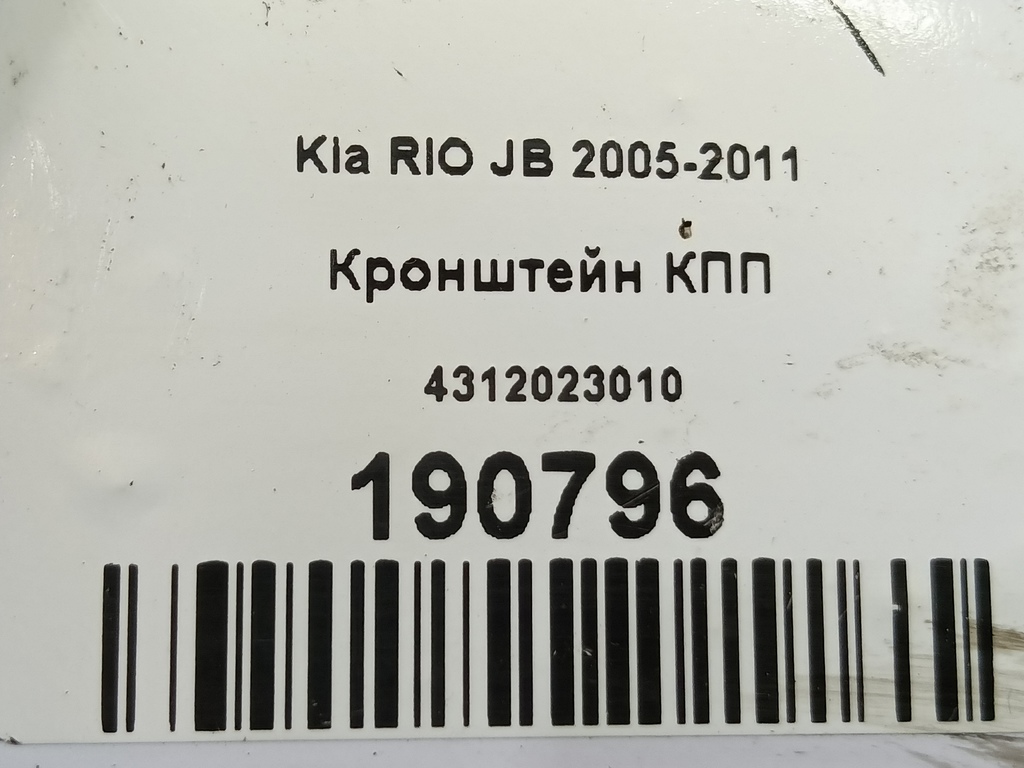 Kia RIO JB 2005-2011
Кронштейн КПП
4312023010
190796